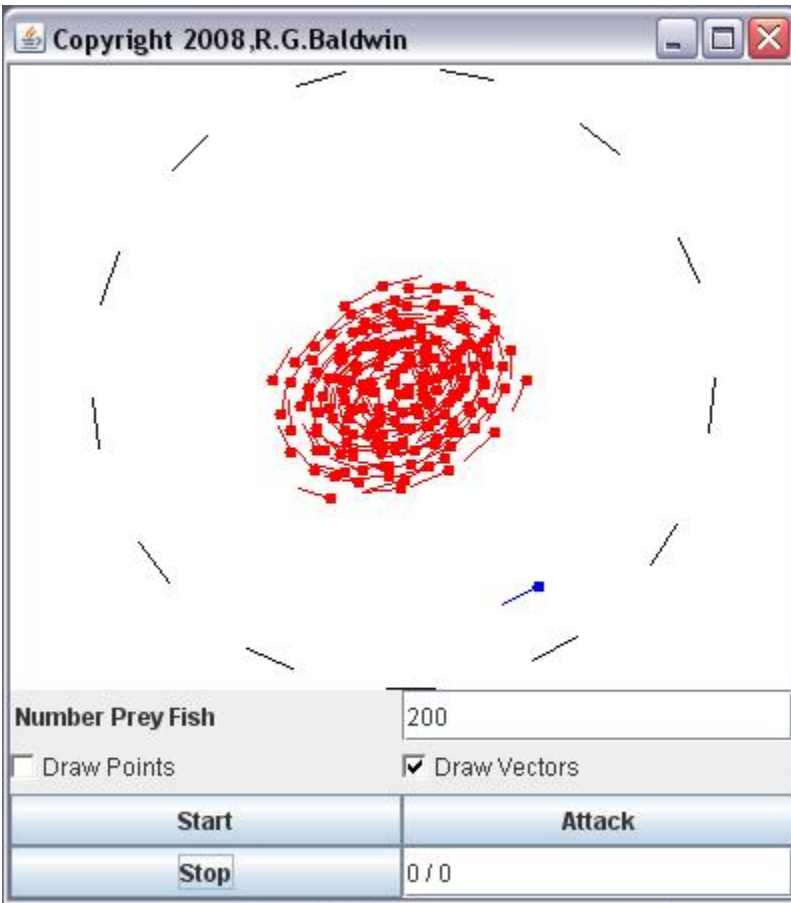 Copyright 2008,R.G.Baldwin
Number Prey Fish 200
Draw Points Draw Vectors
Start Attack
Stop 0 / 0